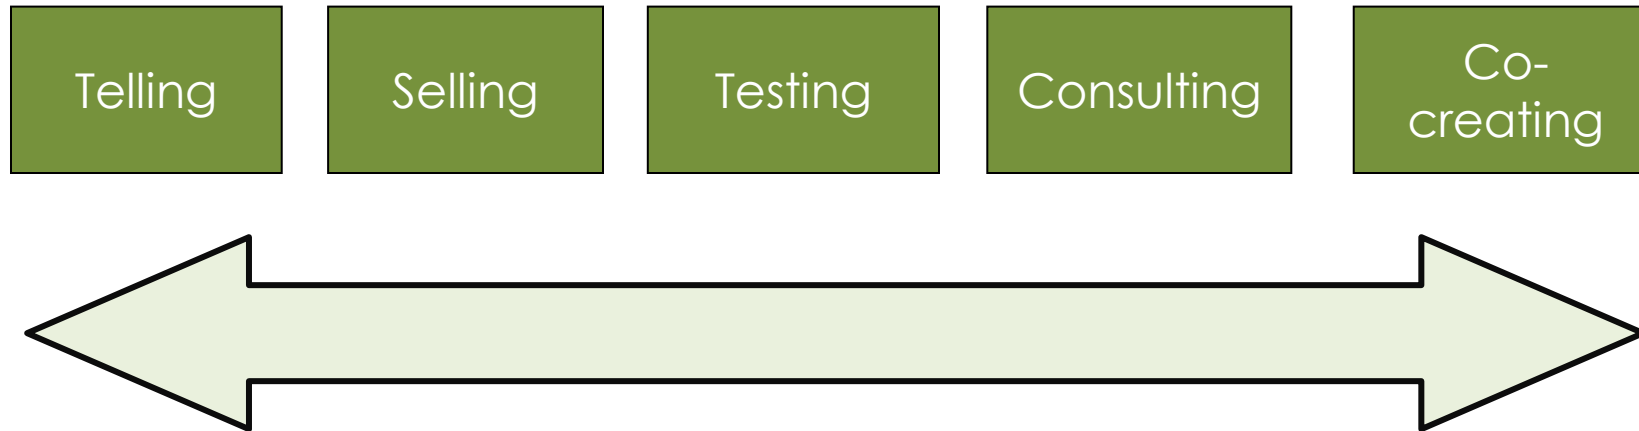 Telling
Selling
Testing
Consulting
Co-
creating